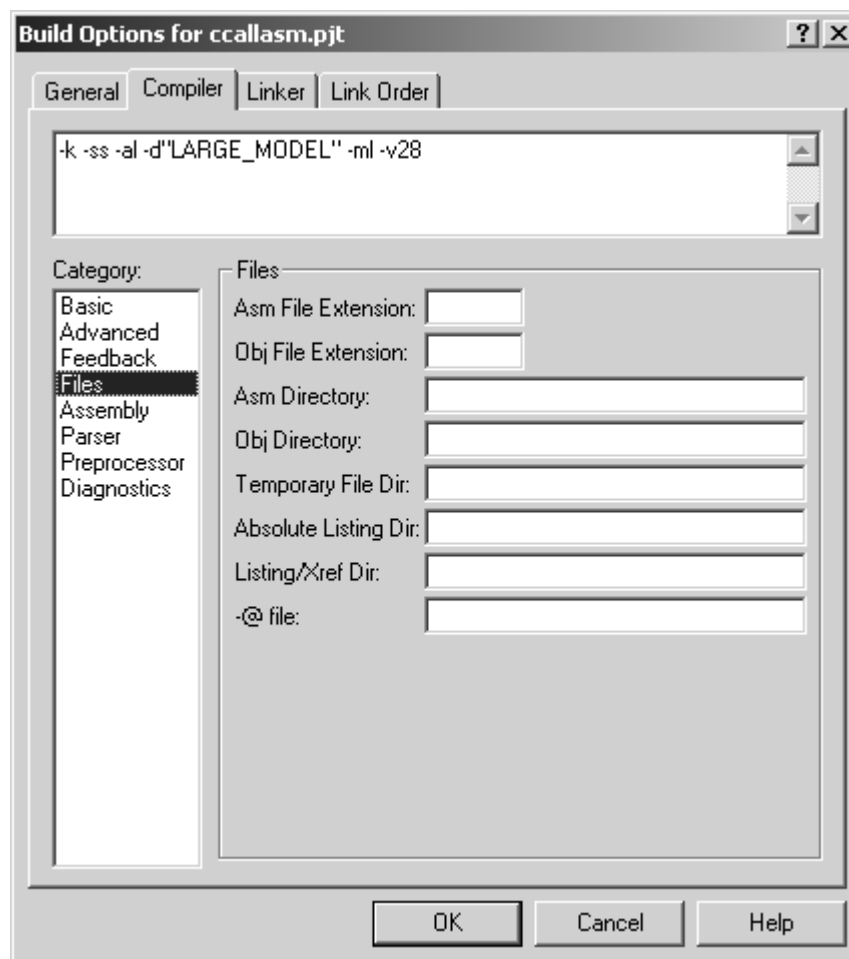 Build Options for ccallasm.pjt
General Compiler Linker Link Order
-k -ss -al -d"LARGE_MODEL" -ml -v28
Category:
Basic
Advanced
Feedback
Files
Assembly
Parser
Preprocessor
Diagnostics
Files
Asm File Extension:
Obj File Extension:
Asm Directory:
Obj Directory:
Temporary File Dir:
Absolute Listing Dir:
Listing/Xref Dir:
-@ file:
OK Cancel Help